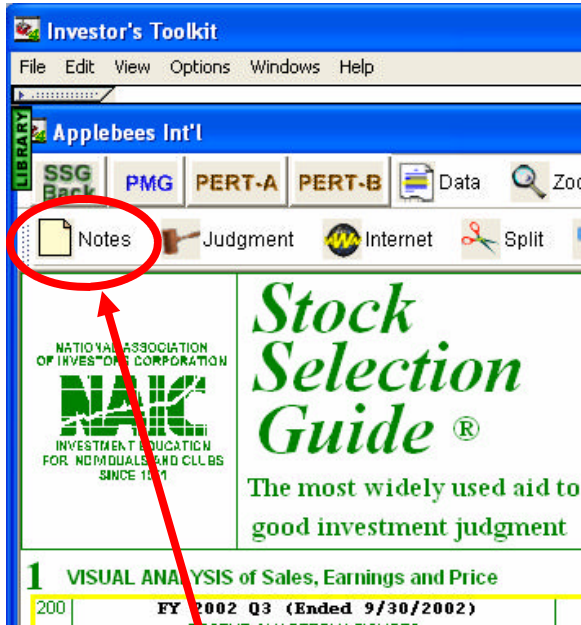 Investor's Toolkit
File Edit View Options Windows Help
LIBRARY
Applebees Int'l
SSG Back PMG PERT-A PERT-B Data
Notes Judgment Internet Split
NATIONAL ASSOCIATION
OF INVESTORS CORPORATION
NAIC
INVESTMENT EDUCATION
FOR INDIVIDUALS AND CLUBS
SINCE
Stock
Selection
Guide ®
The most widely used aid to
good investment judgment
1 VISUAL ANALYSIS of Sales, Earnings and Price
200 FY 2002 Q3 (Ended 9/30/2002)